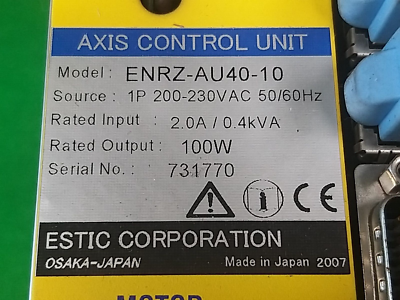 AXIS CONTROL UNIT
Model : ENRZ-AU40-10
Source : 1P 200-230VAC 50/60Hz
Rated Input : 2.0A / 0.4kVA
Rated Output : 100W
Serial No. : 731770
ESTIC CORPORATION
OSAKA-JAPAN Made in Japan 2007
MOTOR